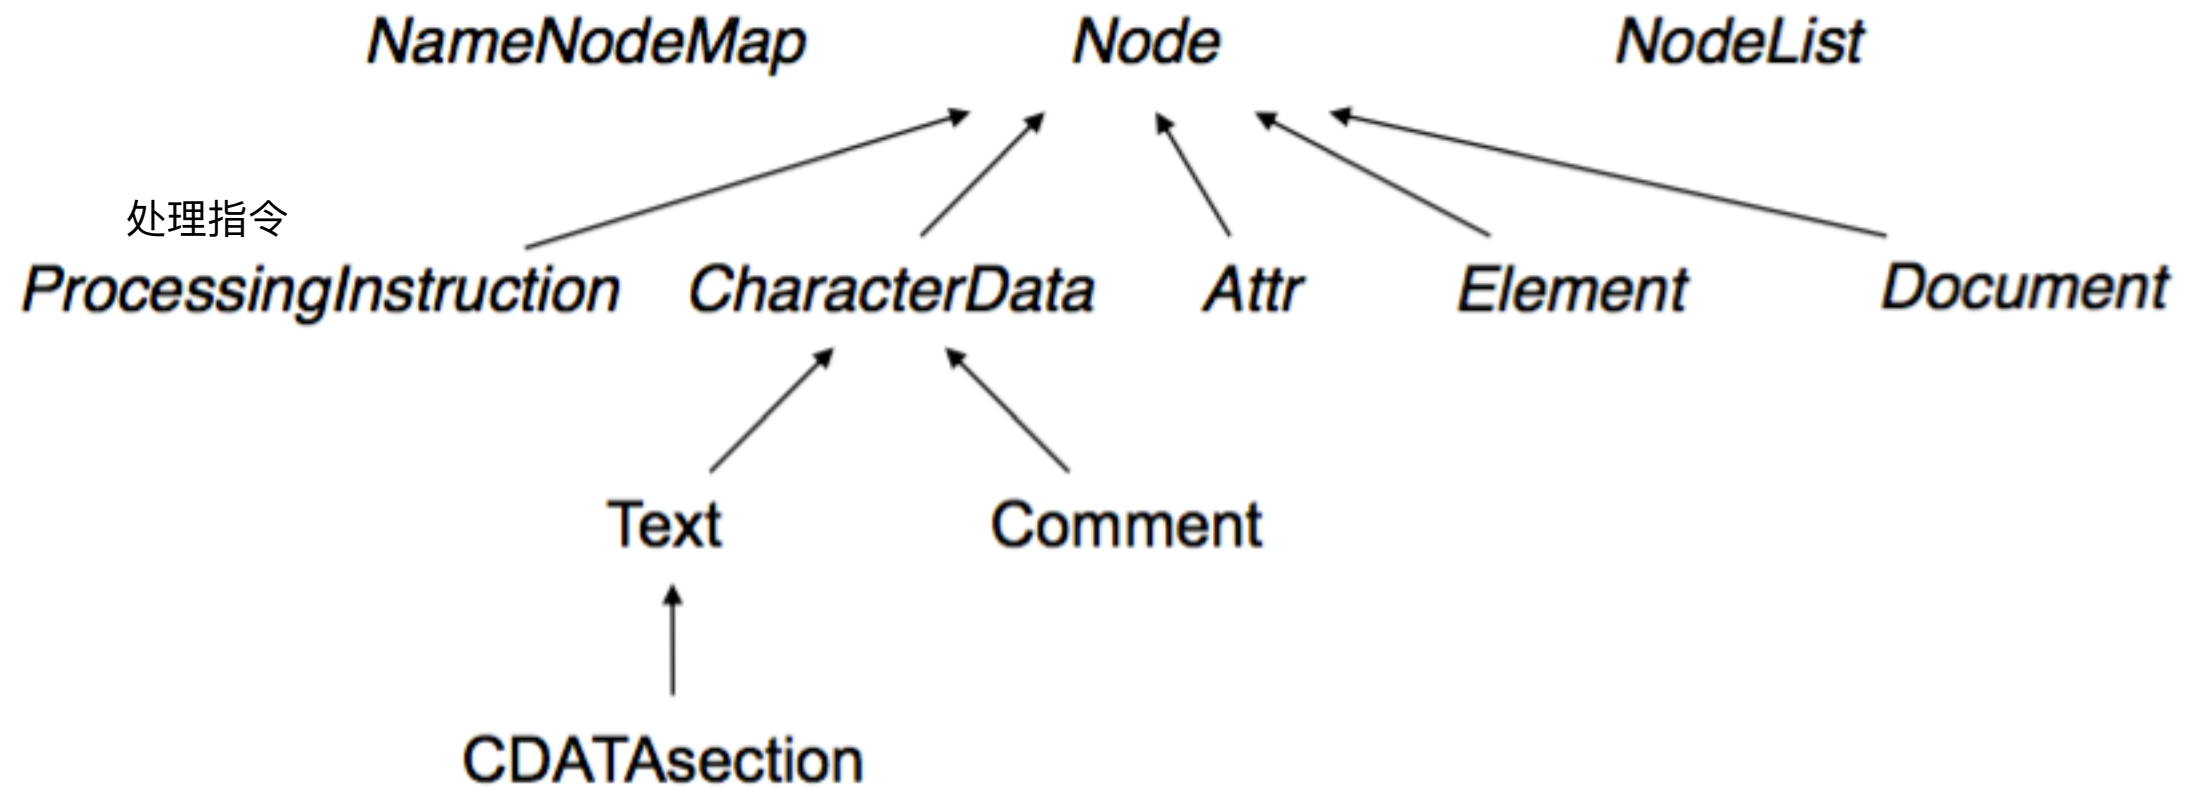 NameNodeMap Node NodeList
处理指令
ProcessingInstruction CharacterData Attr Element Document
Text Comment
CDATAsection